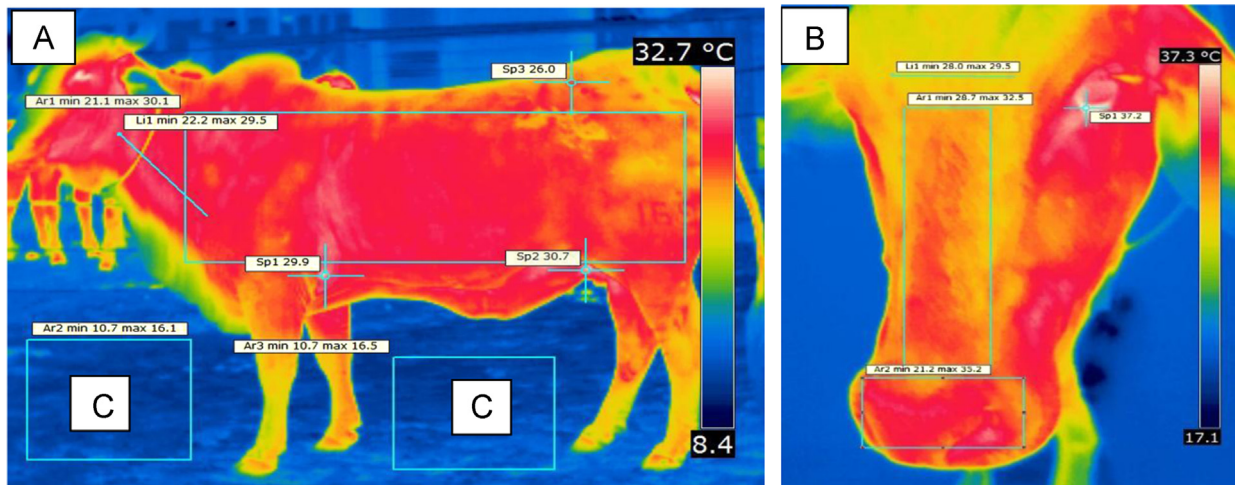 A
32.7 °C
Sp3 26.0
Ar1 min 21.1 max 30.1
Li1 min 22.2 max 29.5
Sp1 29.9
Sp2 30.7
Ar2 min 10.7 max 16.1
Ar3 min 10.7 max 16.5
C
C
8.4
B
37.3 °C
Li1 min 28.0 max 29.5
Ar1 min 28.7 max 32.5
Sp1 37.2
Ar2 min 21.2 max 35.2
17.1